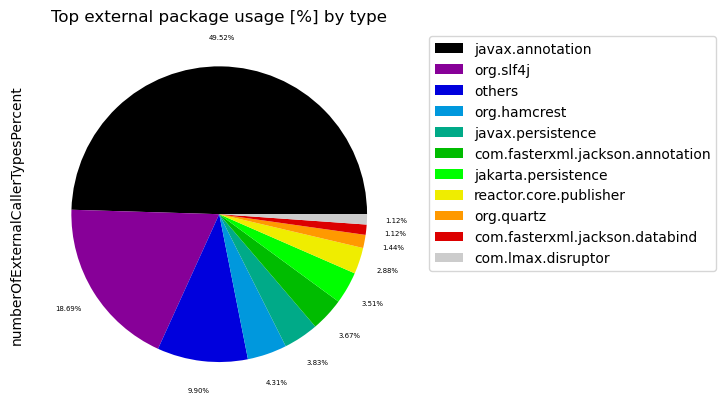 Top external package usage [%] by type
numberOfExternalCallerTypesPercent
49.52%
18.69%
9.90%
4.31%
3.83%
3.67%
3.51%
2.88%
1.44%
1.12%
1.12%
javax.annotation
org.slf4j
others
org.hamcrest
javax.persistence
com.fasterxml.jackson.annotation
jakarta.persistence
reactor.core.publisher
org.quartz
com.fasterxml.jackson.databind
com.lmax.disruptor